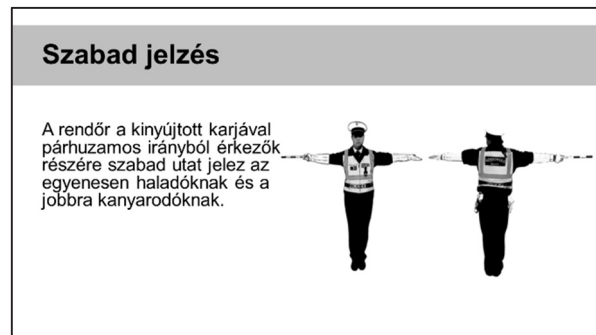 Szabad jelzés
A rendőr a kinyújtott karjával
párhuzamos irányból érkezők
részére szabad utat jelez az
egyenesen haladóknak és a
jobbra kanyarodóknak.